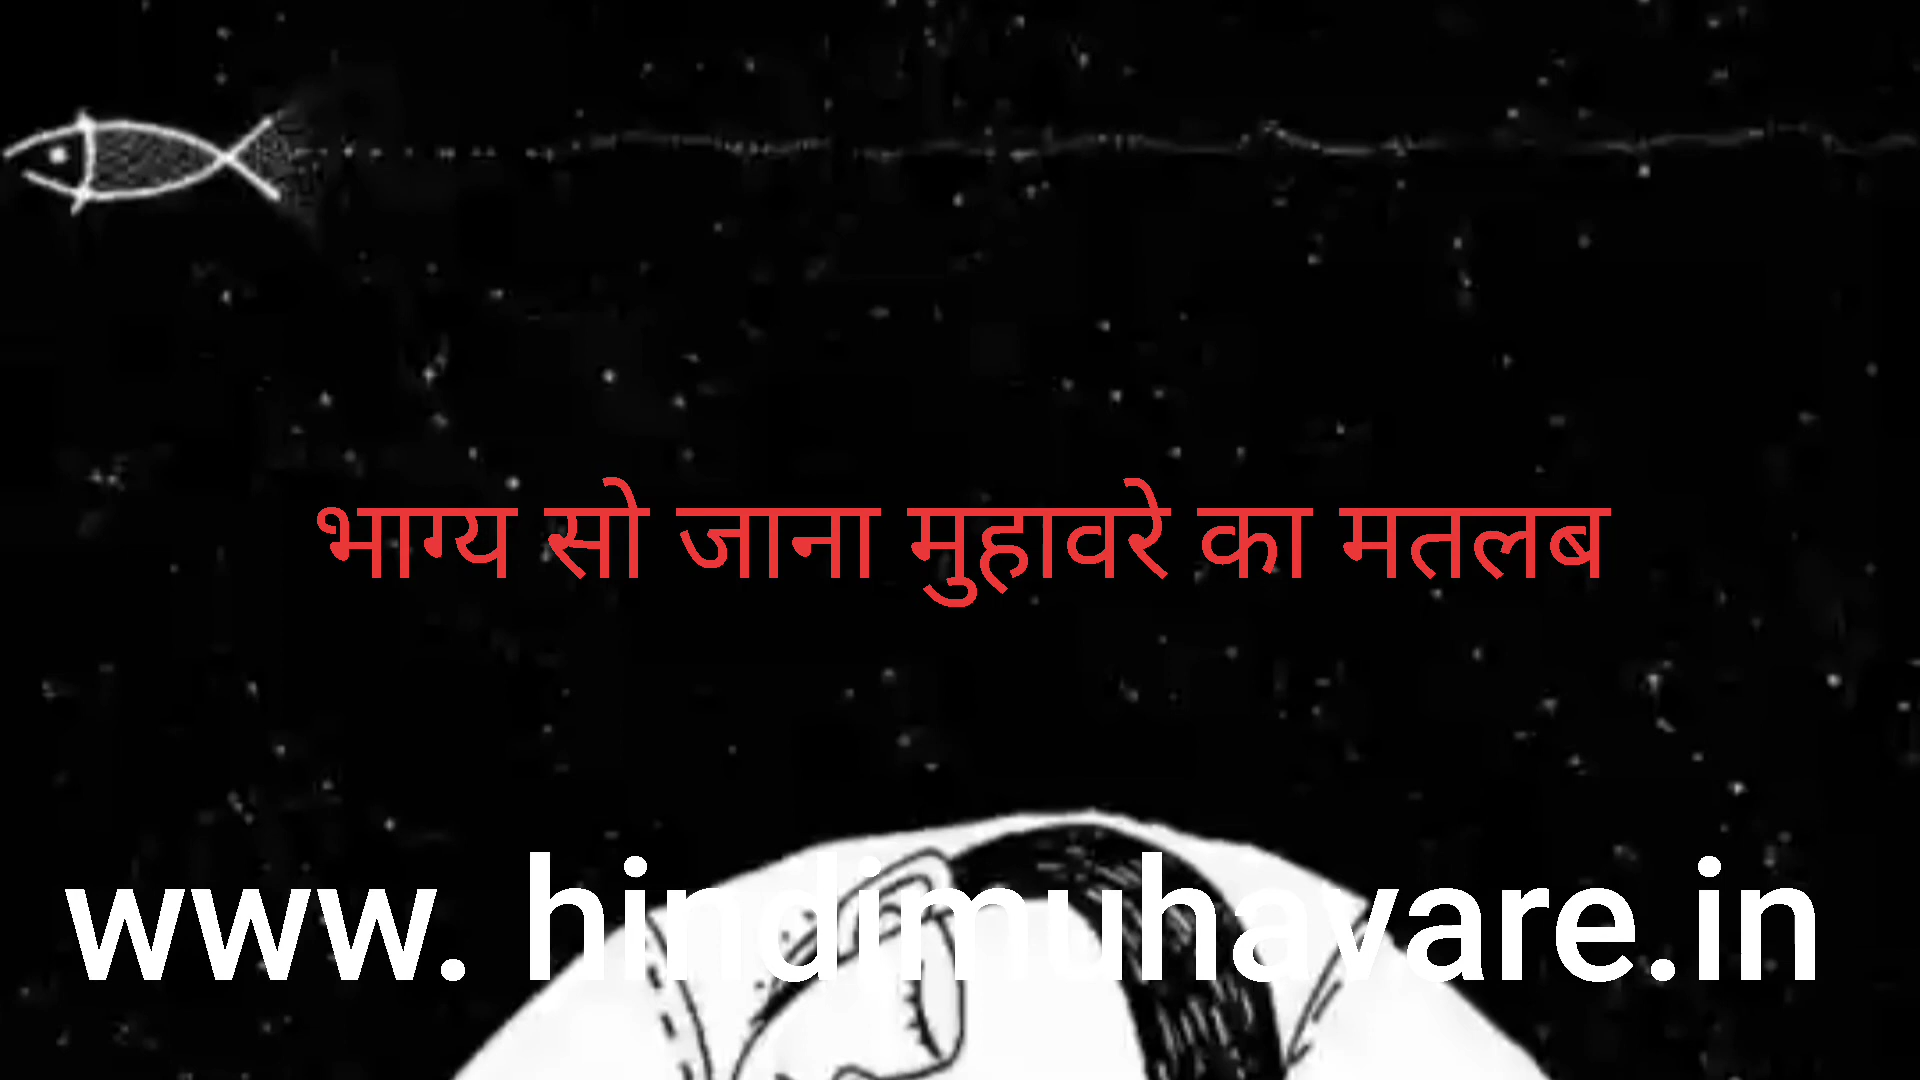 भाग्य सो जाना मुहावरे का मतलब
www. hindimuhavare.in